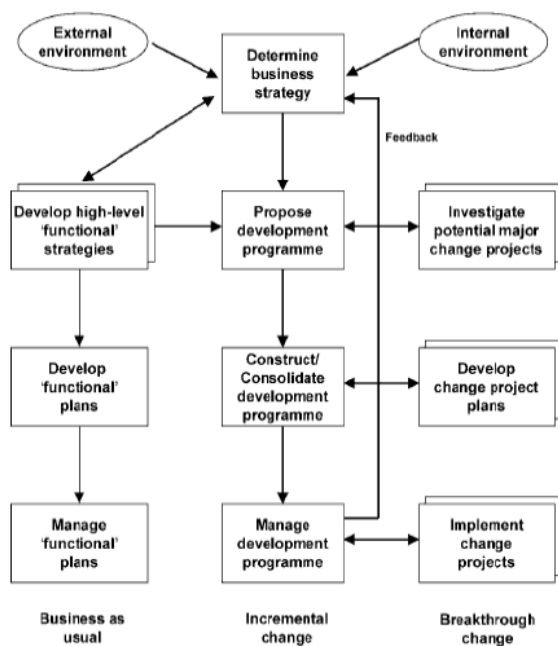 External
environment
Internal
environment
Determine
business
strategy
Feedback
Develop high-level
'functional'
strategies
Propose
development
programme
Investigate
potential major
change projects
Develop
'functional'
plans
Construct/
Consolidate
development
programme
Develop
change project
plans
Manage
'functional'
plans
Manage
development
programme
Implement
change
projects
Business as
usual
Incremental
change
Breakthrough
change